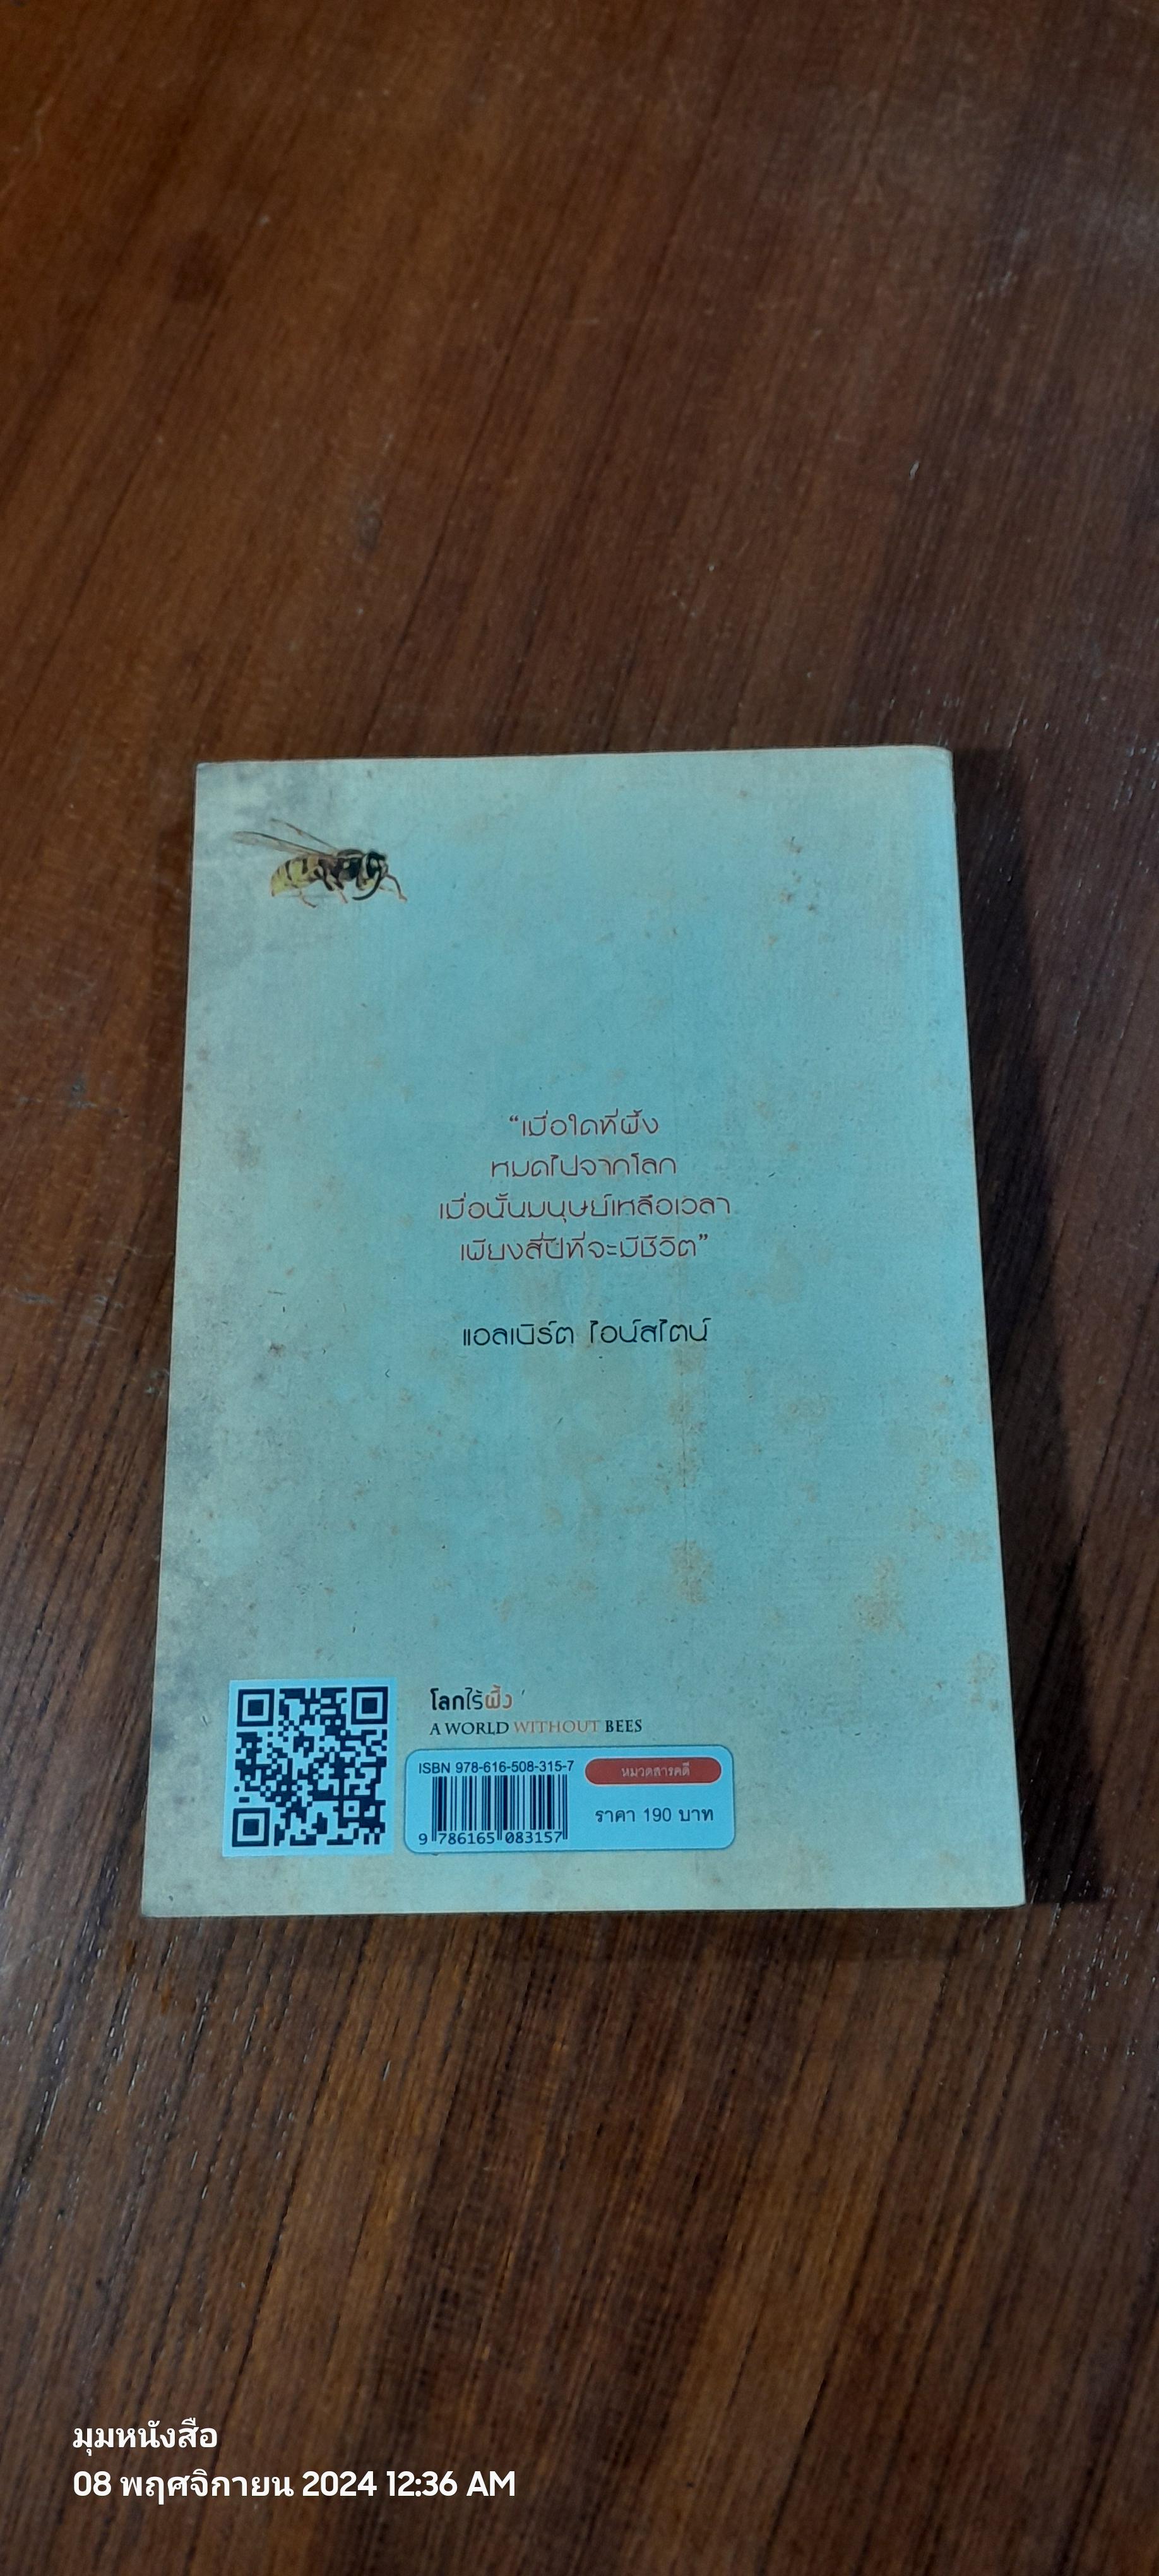 “เมื่อใดที่ผึ้ง
หมดไปจากโลก
เมื่อนั้นมนุษย์เหลือเวลา
เพียงสี่ปีที่จะมีชีวิต”
แอลเบิร์ต ไอน์สไตน์
โลกไร้ผึ้ง
A WORLD WITHOUT BEES
ISBN 978-616-508-315-7
หมวดสารคดี
ราคา 190 บาท
9 786165 083157
มุมหนังสือ
08 พฤศจิกายน 2024 12:36 AM